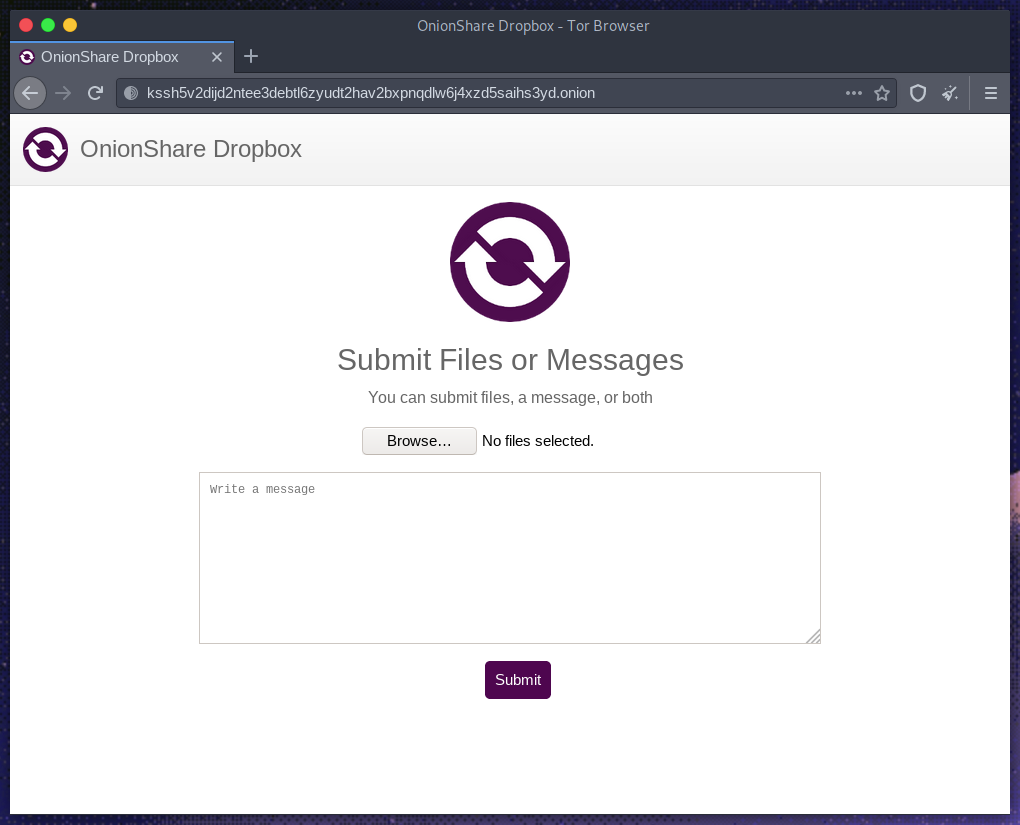 OnionShare Dropbox - Tor Browser
OnionShare Dropbox
kssh5v2dijd2ntee3debtl6zyudt2hav2bxpnqdlw6j4xzd5saihs3yd.onion
OnionShare Dropbox
Submit Files or Messages
You can submit files, a message, or both
Browse… No files selected.
Write a message
Submit